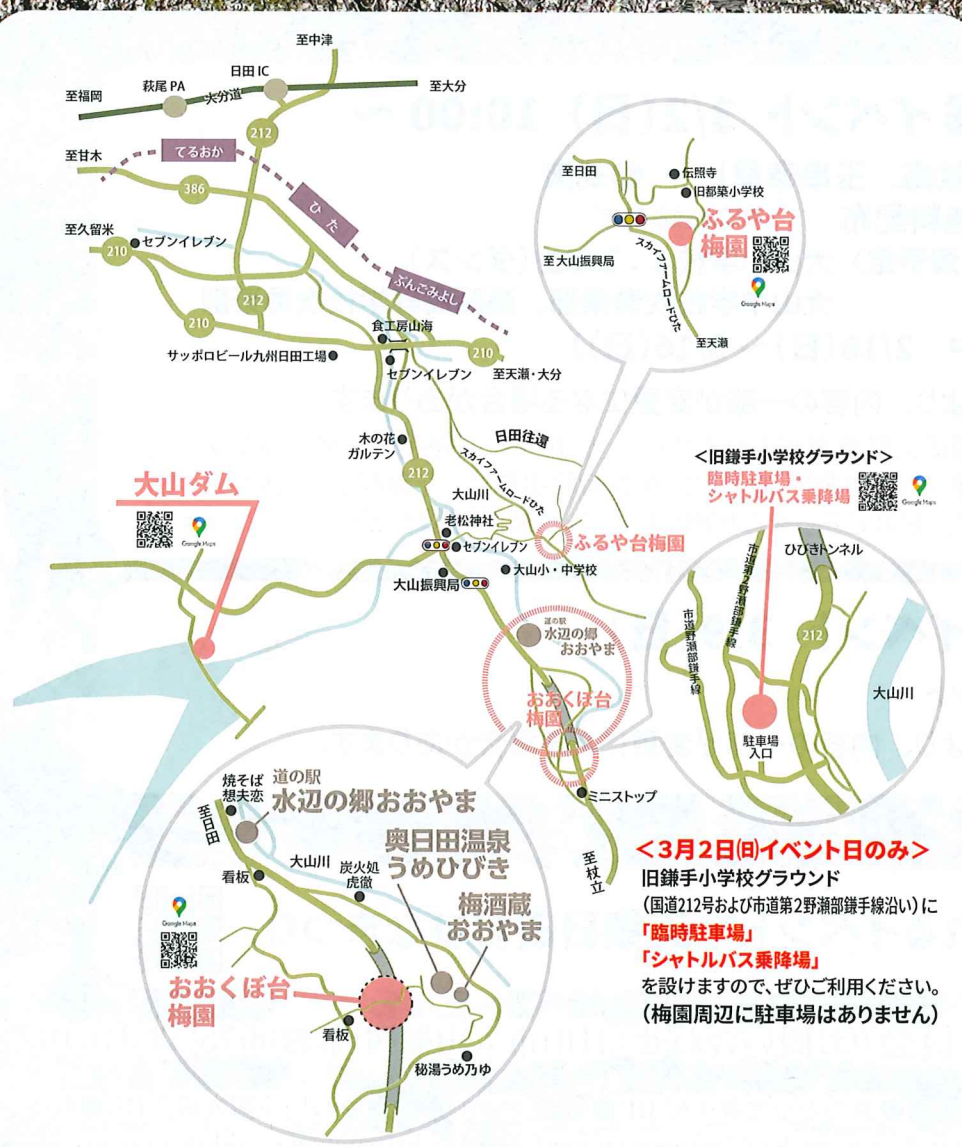 至中津
日田 IC
萩尾 PA
至福岡
大分道
至大分
212
至甘木
てるおか
386
ひた
至久留米
セブンイレブン
210
212
ぶんごみよし
210
食工房山海
サッポロビール九州日田工場
セブンイレブン
210
至天瀬・大分
至日田
伝照寺
旧都築小学校
ふるや台
梅園
至大山振興局
スカイファームロードひた
Google Maps
至天瀬
木の花
ガルテン
日田往還
スカイファームロードひた
212
大山川
大山ダム
Google Maps
老松神社
セブンイレブン
ふるや台梅園
大山振興局
大山小・中学校
道の駅
水辺の郷
おおやま
おおくぼ台
梅園
ミニストップ
至杖立
＜旧鎌手小学校グラウンド＞
臨時駐車場・
シャトルバス乗降場
Google Maps
市道第2野瀬部鎌手線
ひびきトンネル
市道野瀬部鎌手線
212
大山川
駐車場
入口
焼そば
想夫恋
道の駅
水辺の郷おおやま
至日田
大山川
奥日田温泉
うめひびき
看板
炭火処
虎徹
梅酒蔵
おおやま
Google Maps
おおくぼ台
梅園
看板
秘湯うめ乃ゆ
＜3月2日㈰イベント日のみ＞
旧鎌手小学校グラウンド
（国道212号および市道第2野瀬部鎌手線沿い）に
「臨時駐車場」
「シャトルバス乗降場」
を設けますので、ぜひご利用ください。
（梅園周辺に駐車場はありません）